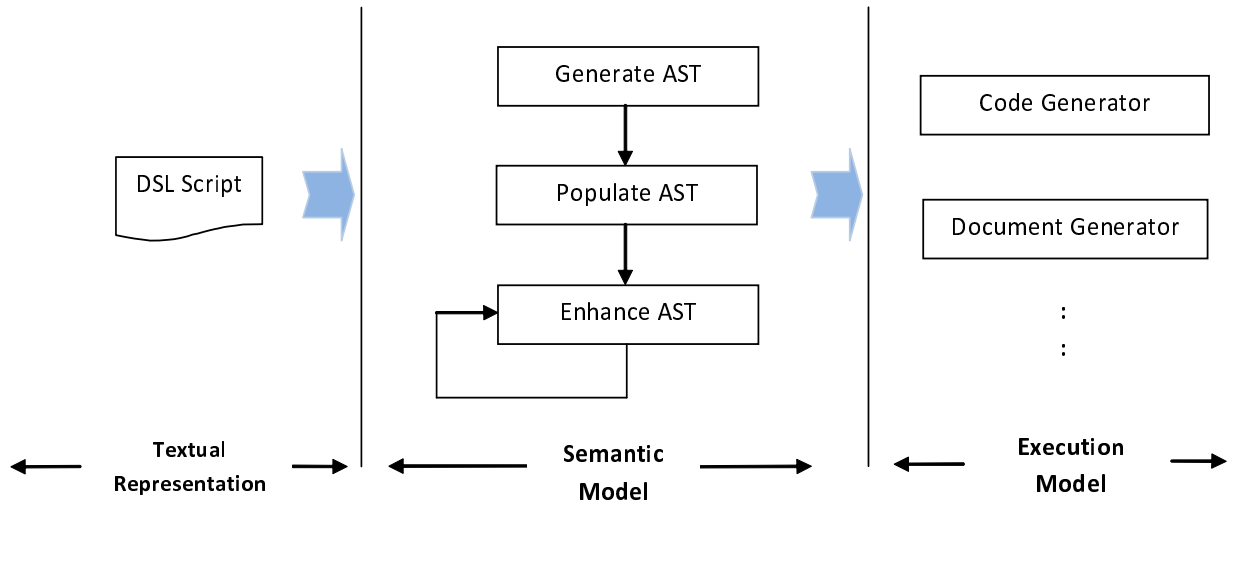 DSL Script
Textual
Representation
Generate AST
Populate AST
Enhance AST
Semantic
Model
Code Generator
Document Generator
:
:
Execution
Model